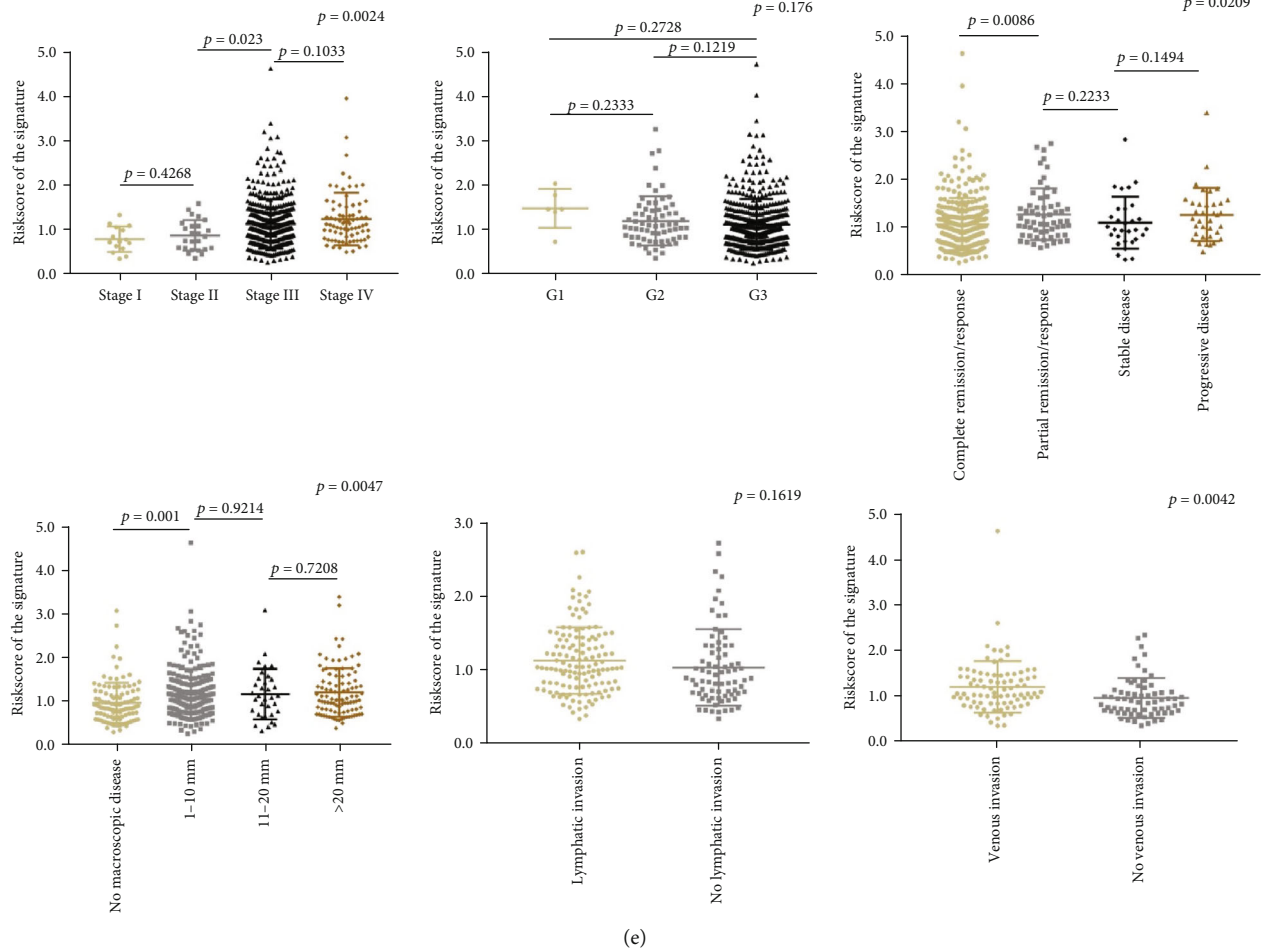 p = 0.0024
p = 0.023
p = 0.1033
p = 0.4268
Riskscore of the signature
5.0
4.0
3.0
2.0
1.0
0.0
Stage I
Stage II
Stage III
Stage IV
p = 0.176
p = 0.2728
p = 0.1219
p = 0.2333
Riskscore of the signature
5.0
4.0
3.0
2.0
1.0
0.0
G1
G2
G3
p = 0.0209
p = 0.0086
p = 0.1494
p = 0.2233
Riskscore of the signature
5.0
4.0
3.0
2.0
1.0
0.0
Complete remission/response
Partial remission/response
Stable disease
Progressive disease
p = 0.0047
p = 0.001
p = 0.9214
p = 0.7208
Riskscore of the signature
5.0
4.0
3.0
2.0
1.0
0.0
No macroscopic disease
1–10 mm
11–20 mm
>20 mm
p = 0.1619
Riskscore of the signature
3.0
2.0
1.0
0.0
Lymphatic invasion
No lymphatic invasion
p = 0.0042
Riskscore of the signature
5.0
4.0
3.0
2.0
1.0
0.0
Venous invasion
No venous invasion
(e)